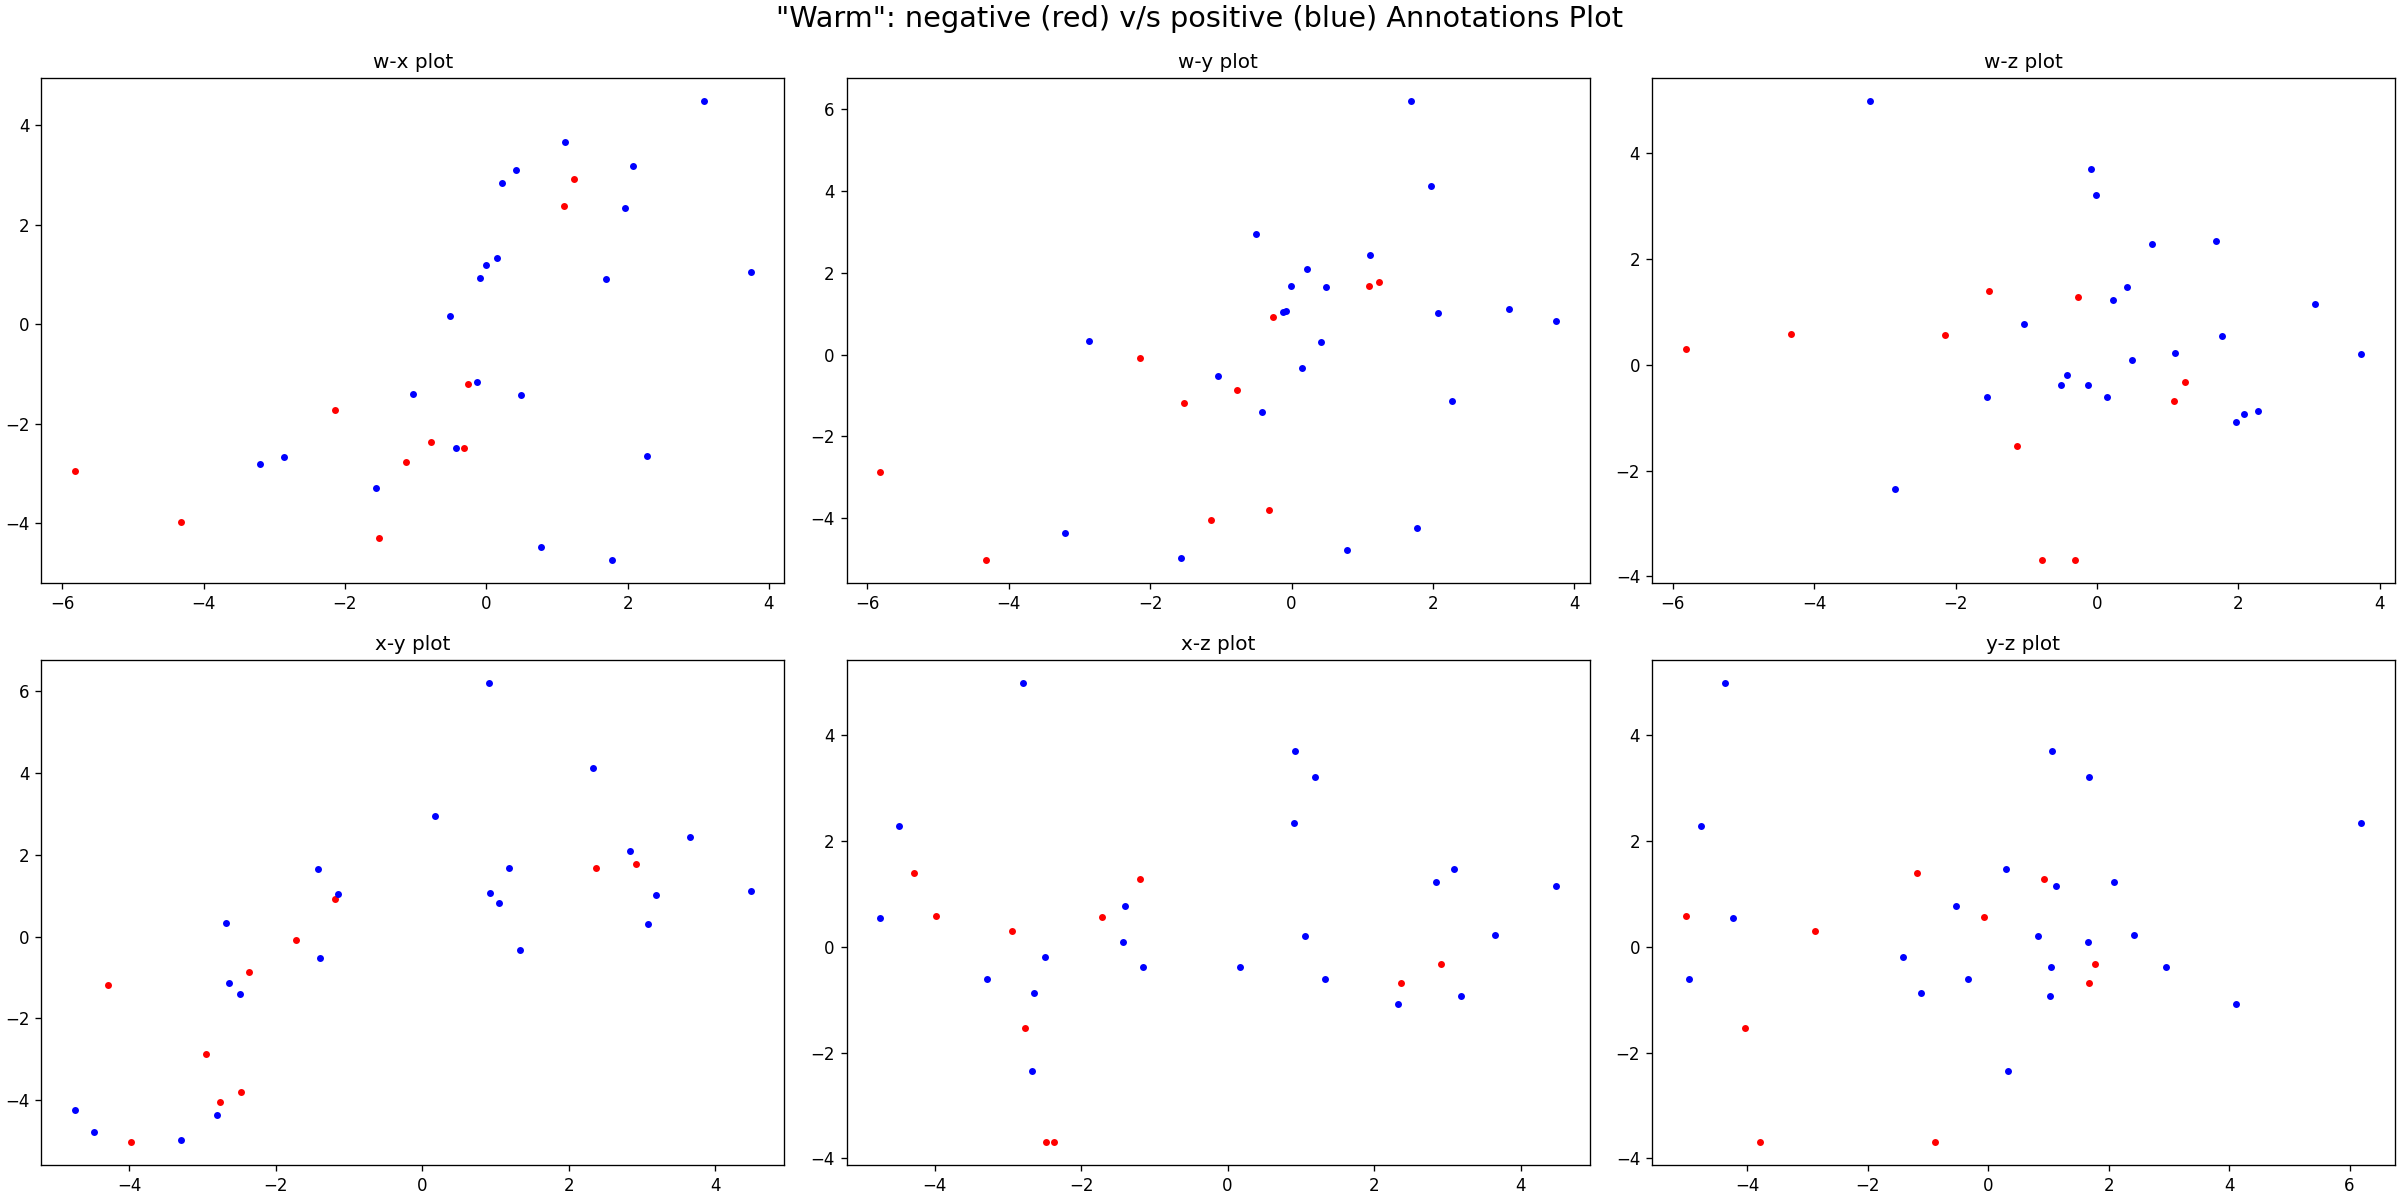 "Warm": negative (red) v/s positive (blue) Annotations Plot
w-x plot
4
2
0
−2
−4
−6 −4 −2 0 2 4
w-y plot
6
4
2
0
−2
−4
−6 −4 −2 0 2 4
w-z plot
4
2
0
−2
−4
−6 −4 −2 0 2 4
x-y plot
6
4
2
0
−2
−4
−4 −2 0 2 4
x-z plot
4
2
0
−2
−4
−4 −2 0 2 4
y-z plot
4
2
0
−2
−4
−4 −2 0 2 4 6